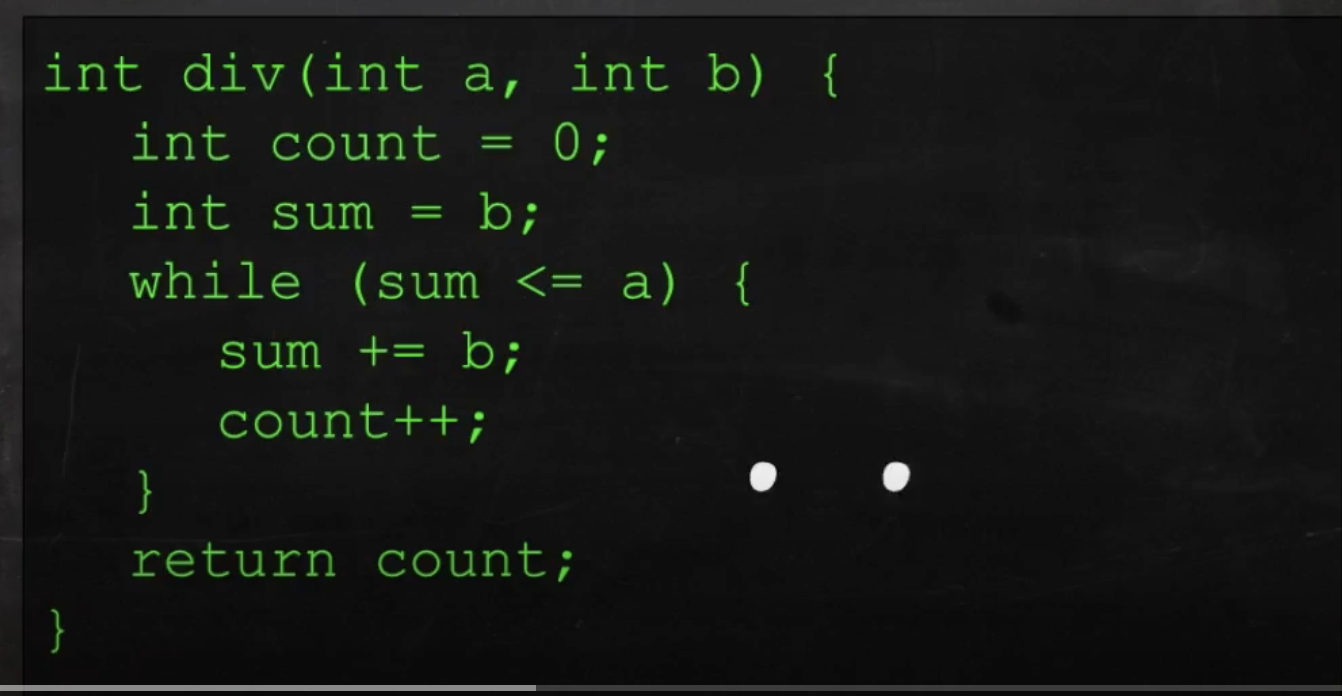 int div(int a, int b) {
int count = 0;
int sum = b;
while (sum <= a) {
sum += b;
count++;
}
return count;
}